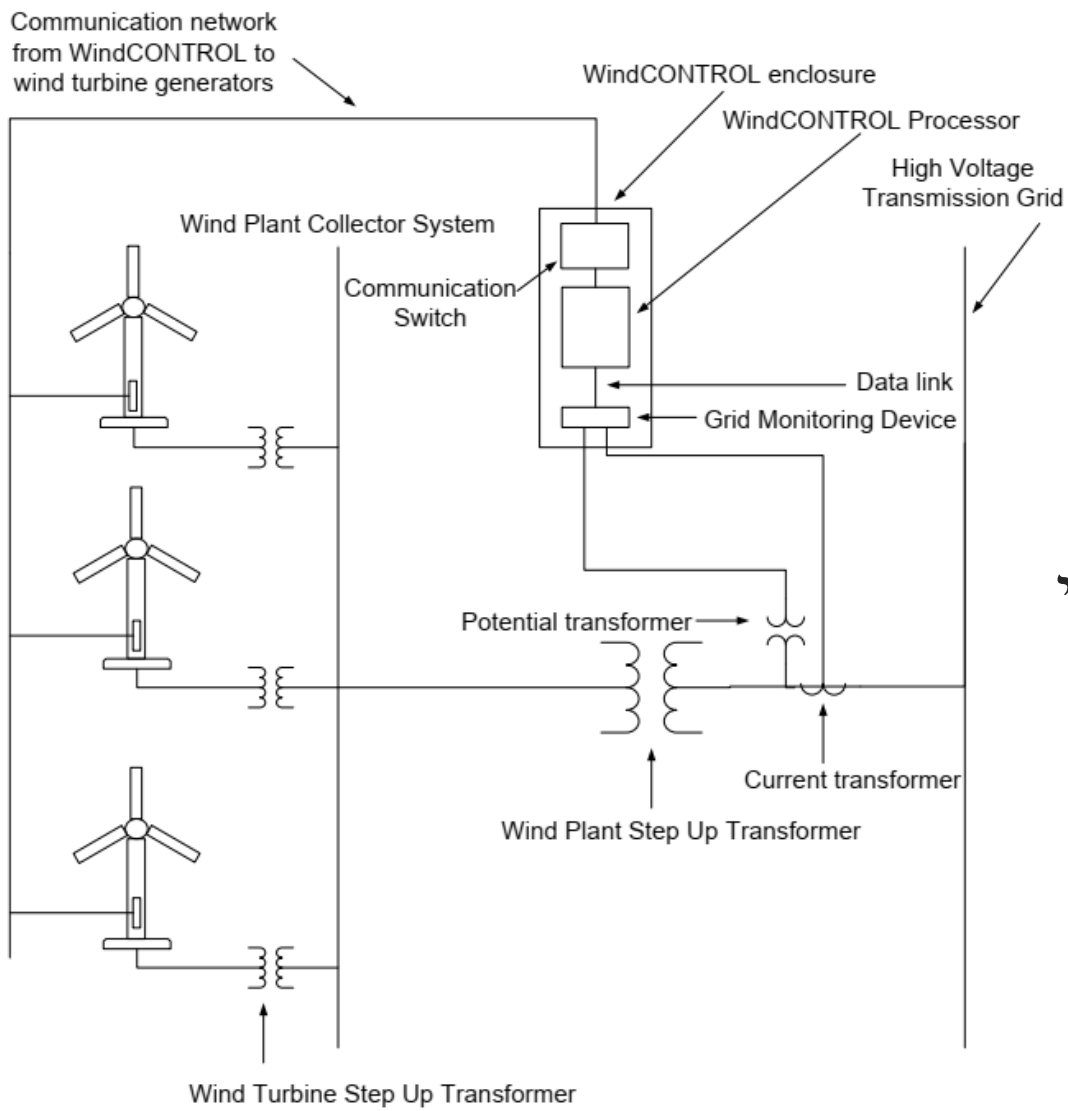 Communication network
from WindCONTROL to
wind turbine generators
WindCONTROL enclosure
WindCONTROL Processor
High Voltage
Transmission Grid
Wind Plant Collector System
Communication
Switch
Data link
Grid Monitoring Device
Potential transformer
Current transformer
Wind Plant Step Up Transformer
Wind Turbine Step Up Transformer